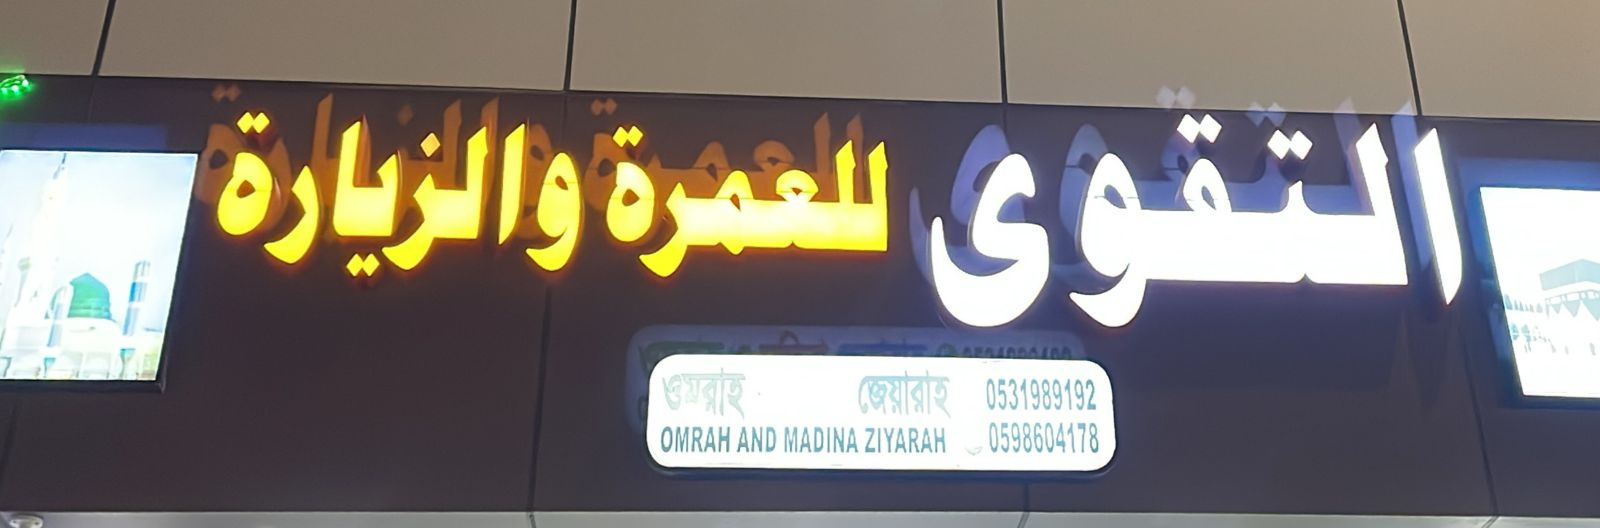 التقوى للعمرة والزيارة
ওমরাহ জেয়ারাহ 0531989192
OMRAH AND MADINA ZIYARAH 0598604178